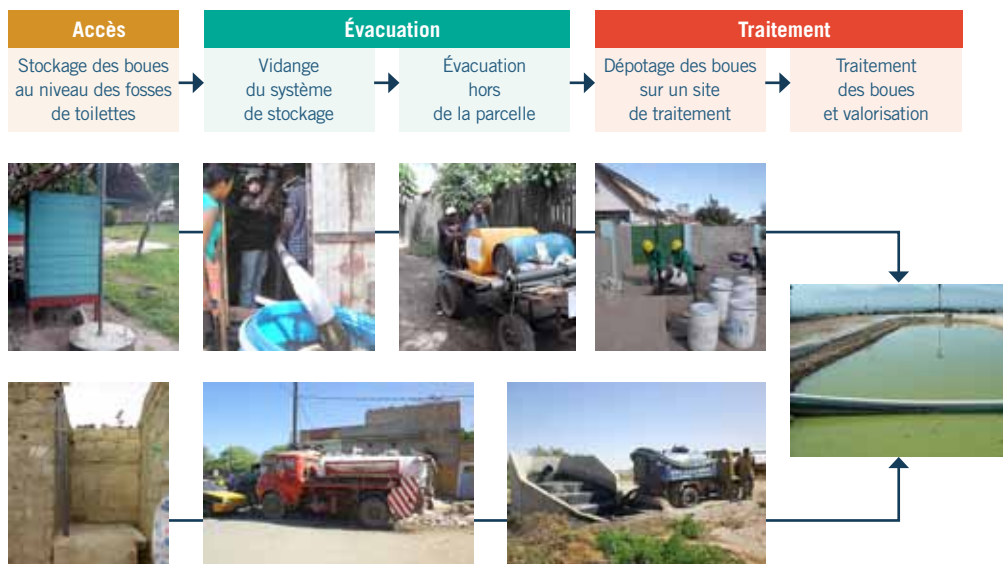 Accès
Évacuation
Traitement
Stockage des boues
au niveau des fosses
de toilettes
Vidange
du système
de stockage
Évacuation
hors
de la parcelle
Dépotage des boues
sur un site
de traitement
Traitement
des boues
et valorisation